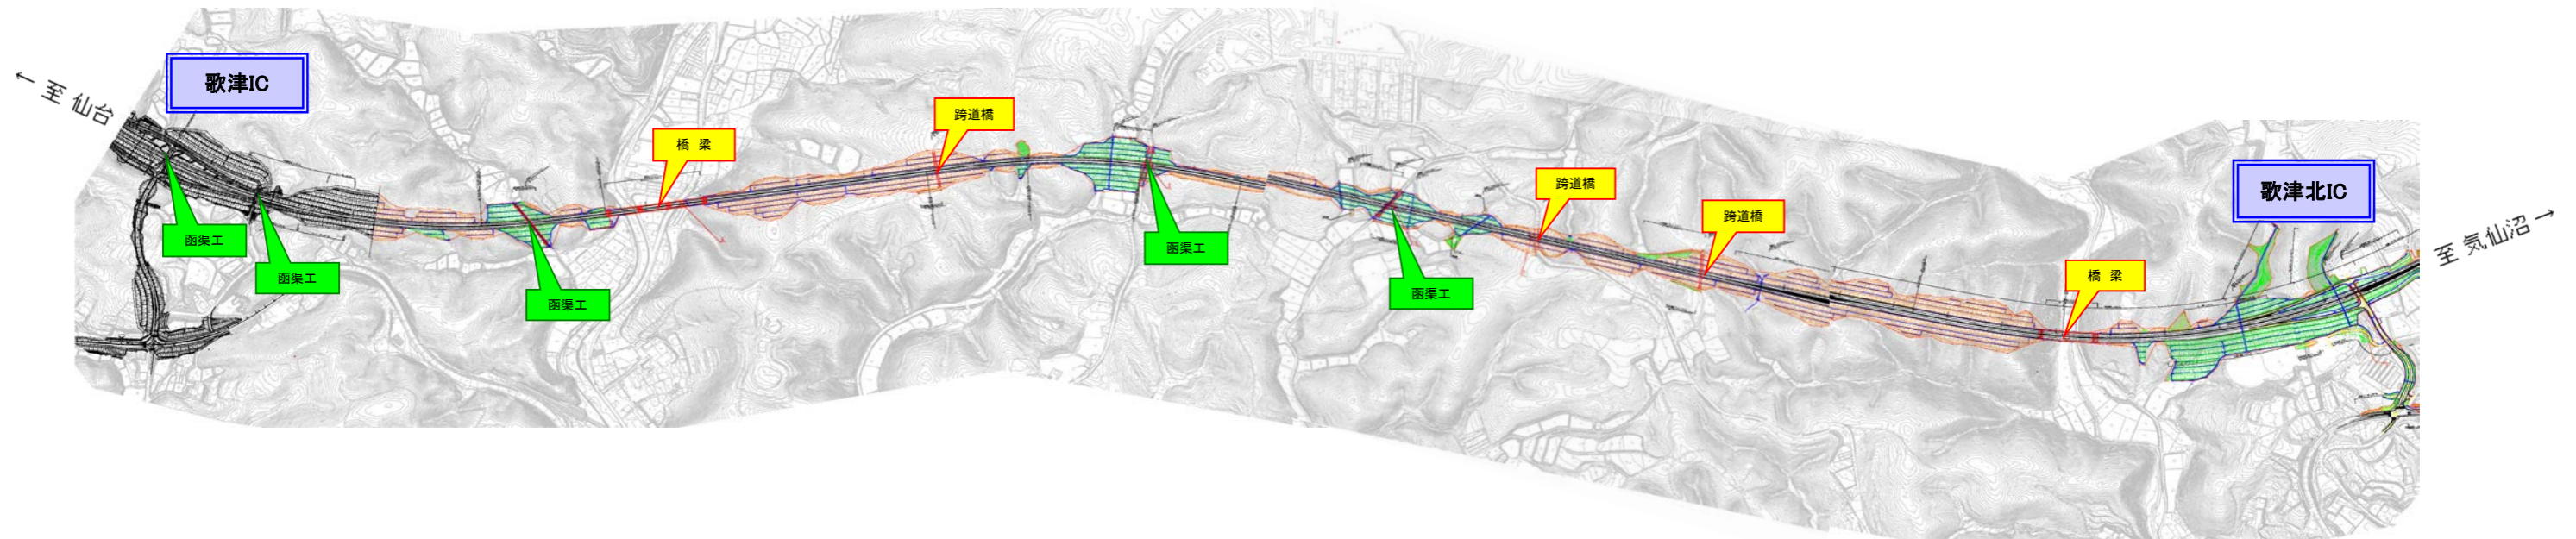 ← 至 仙台
歌津IC
函渠工
函渠工
函渠工
橋 梁
跨道橋
函渠工
函渠工
跨道橋
跨道橋
橋 梁
歌津北IC
至 気仙沼 →